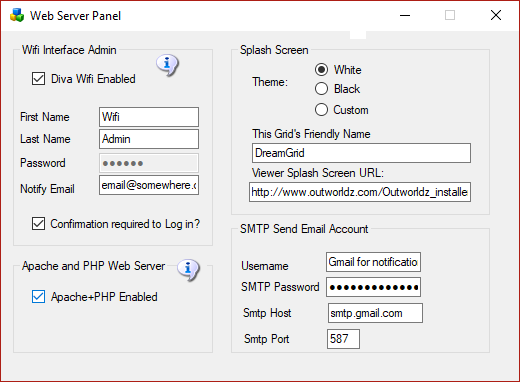 Web Server Panel
Wifi Interface Admin
Diva Wifi Enabled
First Name Wifi
Last Name Admin
Password ••••••
Notify Email email@somewhere.c
Confirmation required to Log in?
Apache and PHP Web Server
Apache+PHP Enabled
Splash Screen
Theme:
White
Black
Custom
This Grid's Friendly Name
DreamGrid
Viewer Splash Screen URL:
http://www.outworldz.com/Outworldz_installe
SMTP Send Email Account
Username Gmail for notificatio
SMTP Password •••••••••••••
Smtp Host smtp.gmail.com
Smtp Port 587